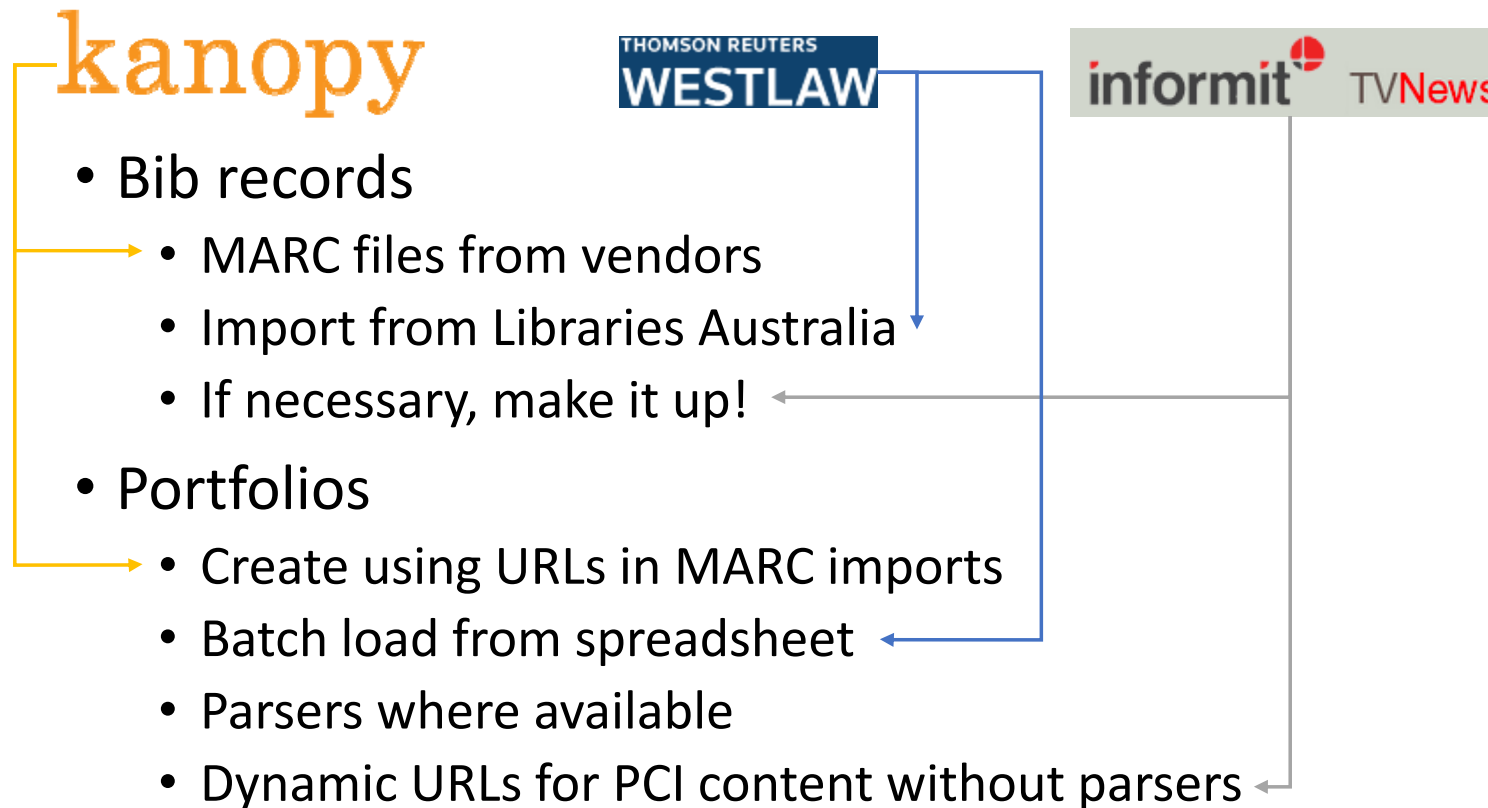 kanopy
THOMSON REUTERS
WESTLAW
informit TVNews
• Bib records
• MARC files from vendors
• Import from Libraries Australia
• If necessary, make it up!
• Portfolios
• Create using URLs in MARC imports
• Batch load from spreadsheet
• Parsers where available
• Dynamic URLs for PCI content without parsers